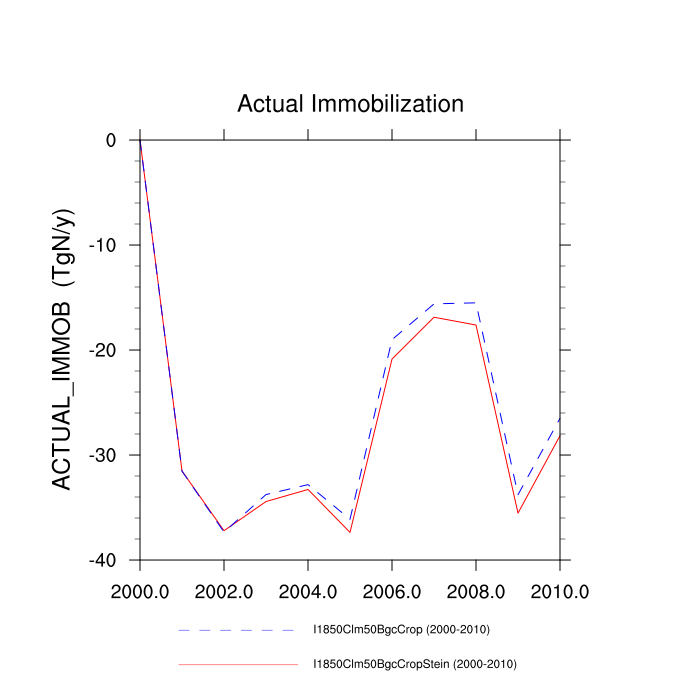 Actual Immobilization
ACTUAL_IMMOB (TgN/y)
0
-10
-20
-30
-40
2000.0 2002.0 2004.0 2006.0 2008.0 2010.0
I1850Clm50BgcCrop (2000-2010)
I1850Clm50BgcCropStein (2000-2010)